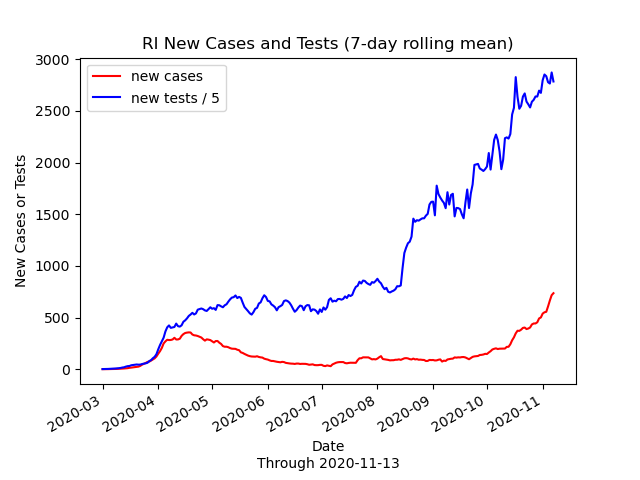 RI New Cases and Tests (7-day rolling mean)
new cases
new tests / 5
New Cases or Tests
3000
2500
2000
1500
1000
500
0
2020-03
2020-04
2020-05
2020-06
2020-07
2020-08
2020-09
2020-10
2020-11
Date
Through 2020-11-13